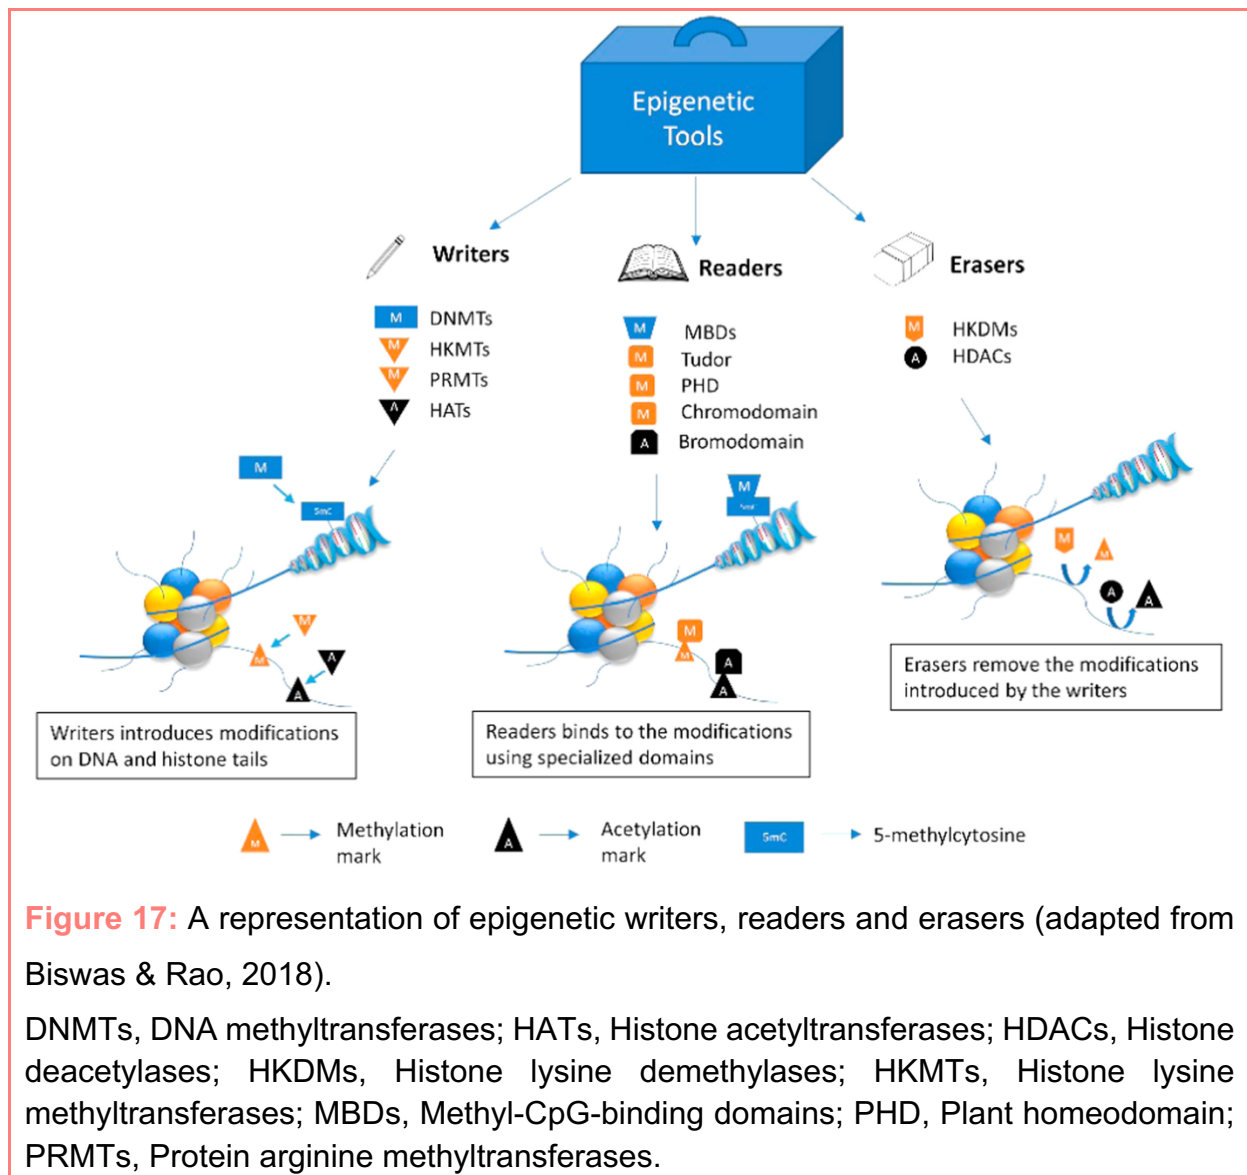 Epigenetic
Tools
Writers
Readers
Erasers
M DNMTs
M HKMTs
M PRMTs
A HATs
M MBDs
M Tudor
M PHD
M Chromodomain
A Bromodomain
M HKDMs
A HDACs
M
5mC
M
A
M
A
M
5mC
M
M
A
A
M
M
A
A
Writers introduces modifications
on DNA and histone tails
Readers binds to the modifications
using specialized domains
Erasers remove the modifications
introduced by the writers
M
Methylation
mark
A
Acetylation
mark
5mC
5-methylcytosine
Figure 17: A representation of epigenetic writers, readers and erasers (adapted from
Biswas & Rao, 2018).
DNMTs, DNA methyltransferases; HATs, Histone acetyltransferases; HDACs, Histone
deacetylases; HKDMs, Histone lysine demethylases; HKMTs, Histone lysine
methyltransferases; MBDs, Methyl-CpG-binding domains; PHD, Plant homeodomain;
PRMTs, Protein arginine methyltransferases.